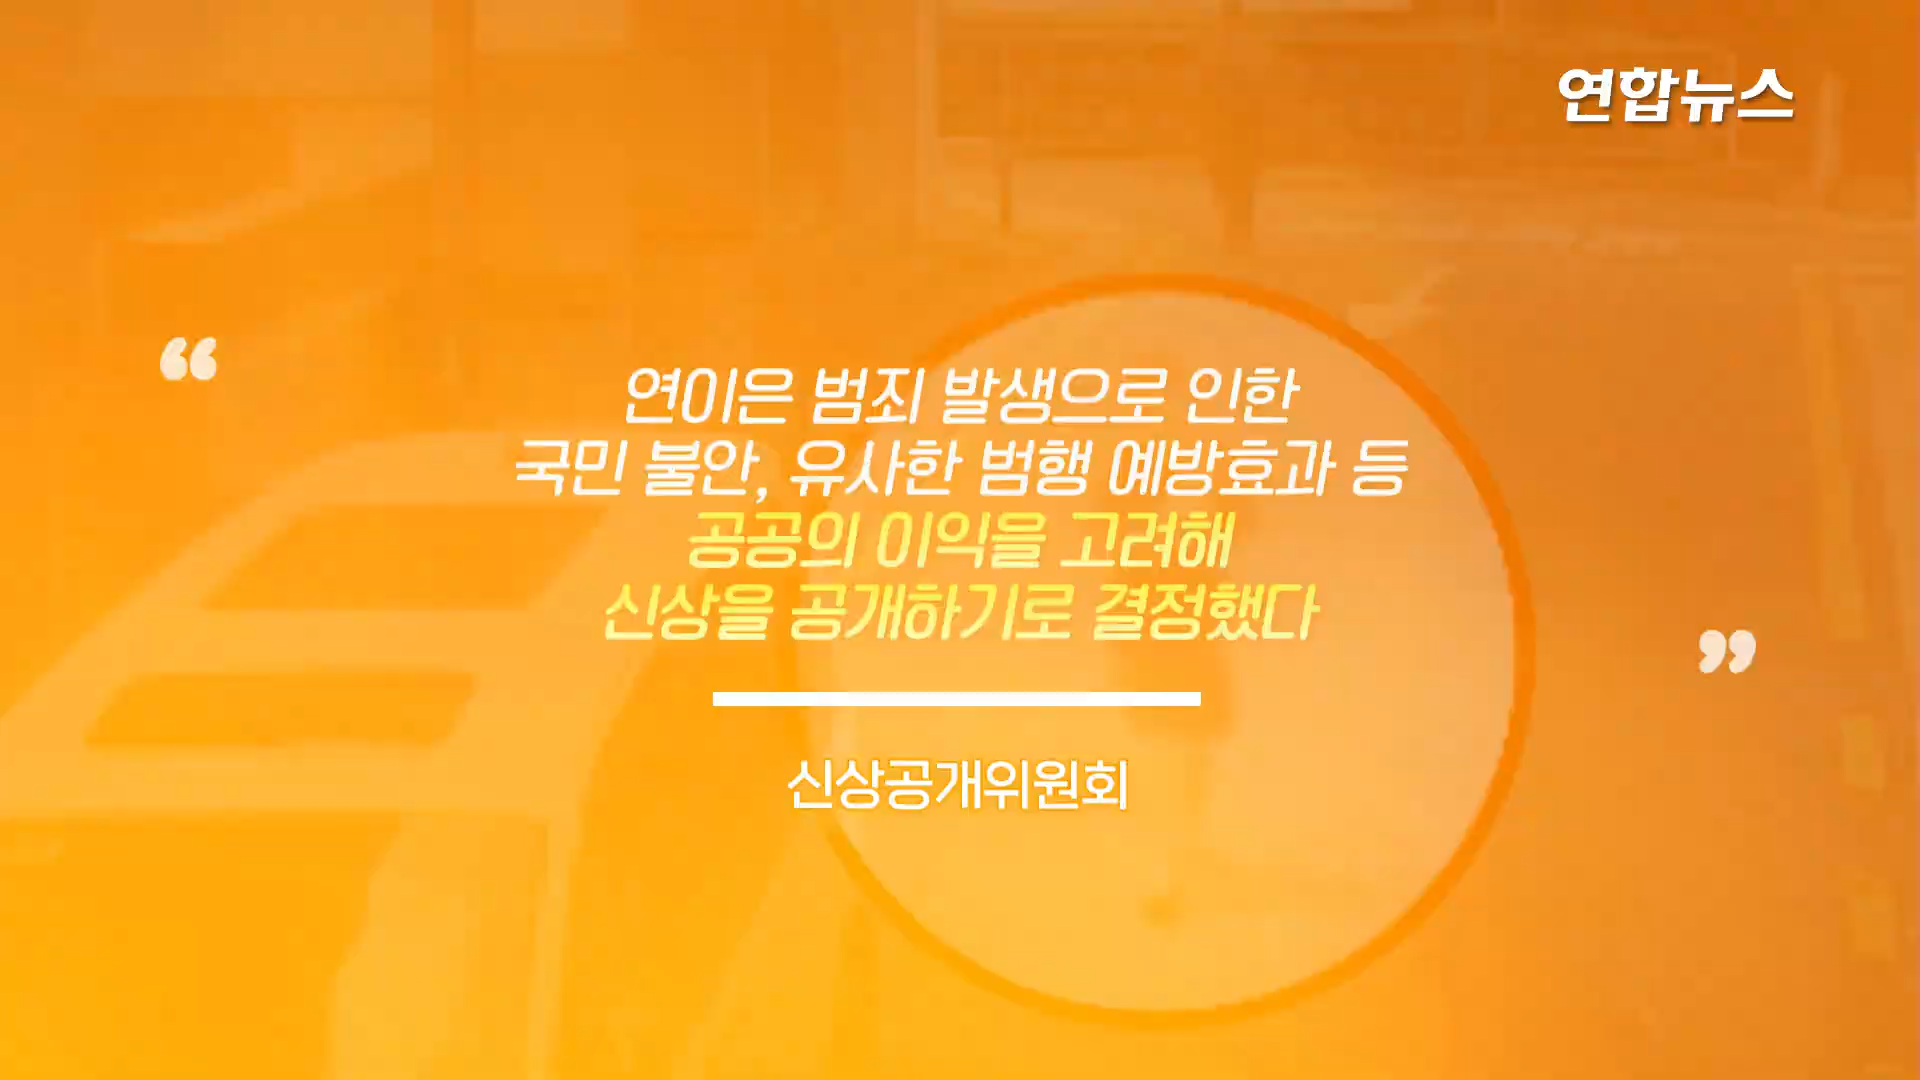 연합뉴스
“
연이은 범죄 발생으로 인한
국민 불안, 유사한 범행 예방효과 등
공공의 이익을 고려해
신상을 공개하기로 결정했다
”
신상공개위원회